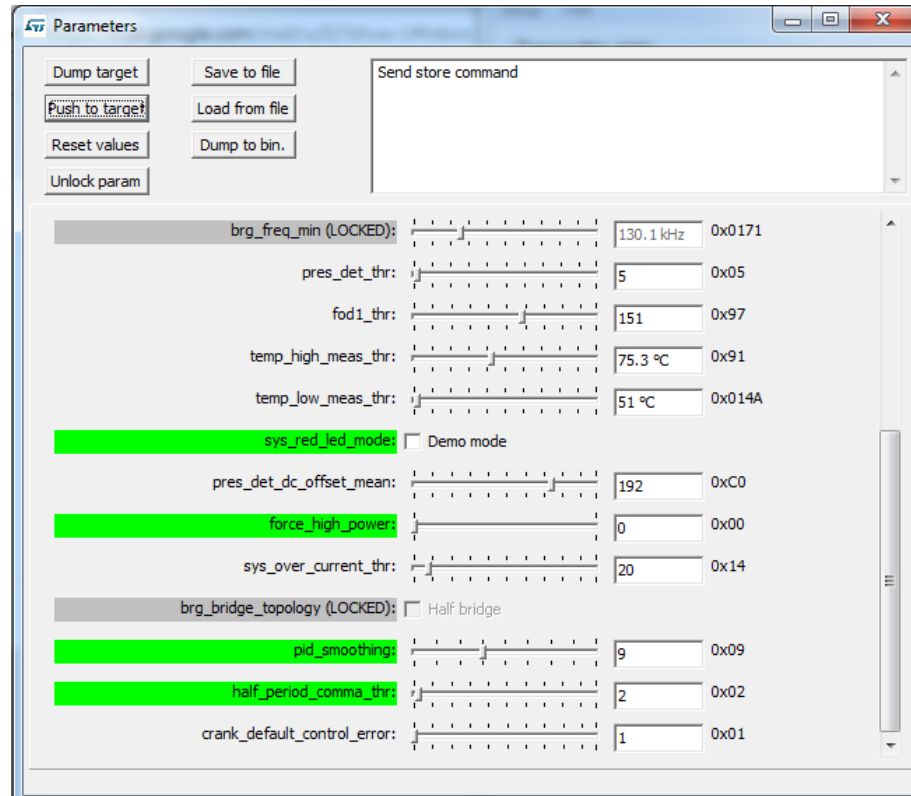 Parameters
Dump target Save to file Send store command
Push to target Load from file
Reset values Dump to bin.
Unlock param
brg_freq_min (LOCKED): 130.1 kHz 0x0171
pres_det_thr: 5 0x05
fod1_thr: 151 0x97
temp_high_meas_thr: 75.3 ºC 0x91
temp_low_meas_thr: 51 ºC 0x014A
sys_red_led_mode: Demo mode
pres_det_dc_offset_mean: 192 0xC0
force_high_power: 0 0x00
sys_over_current_thr: 20 0x14
brg_bridge_topology (LOCKED): Half bridge
pid_smoothing: 9 0x09
half_period_comma_thr: 2 0x02
crank_default_control_error: 1 0x01